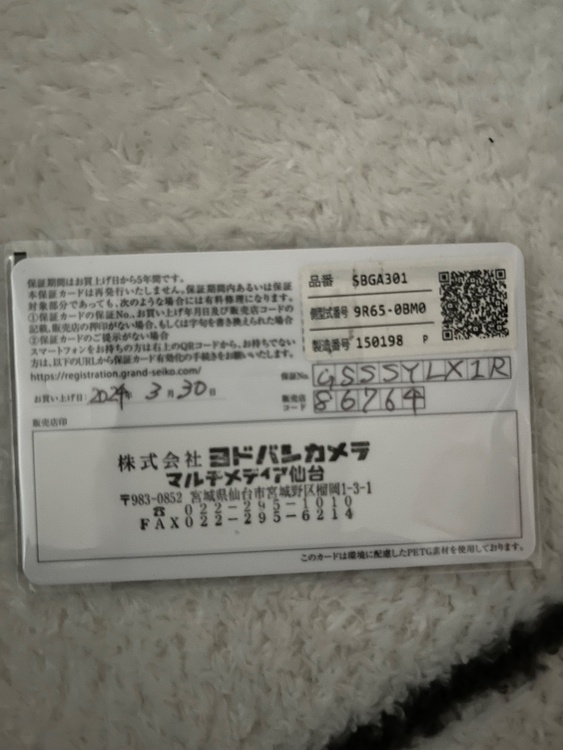 保証期間はお買上げ日から5年間です。
本保証カードは再発行いたしません。保証期間内あるいは保証
対象部分であっても、次のような場合には有料修理になります。
①保証カードの保証No.、お買い上げ年月日及び販売店コードの
記載、販売店の押印がない場合、もしくは字句を書き換えられた場合
②保証カードのご提示がない場合
スマートフォンをお持ちの方は右上のQRコードから、お持ちでない
方は、以下のURLから保証カード有効化の手続きをお願いいたします。
https://registration.grand-seiko.com/
お買い上げ日: 2024年 3月 30日
品番 SBGA301
側型式番号 9R65-0BM0
製造番号 150198 P
保証No. GSSSYLX1R
販売店
コード 86764
販売店印
株式会社ヨドバシカメラ
マルチメディア仙台
〒983-0852 宮城県仙台市宮城野区榴岡1-3-1
☎ 022-295-1010
FAX022-295-6214
このカードは環境に配慮したPETG素材を使用しております。